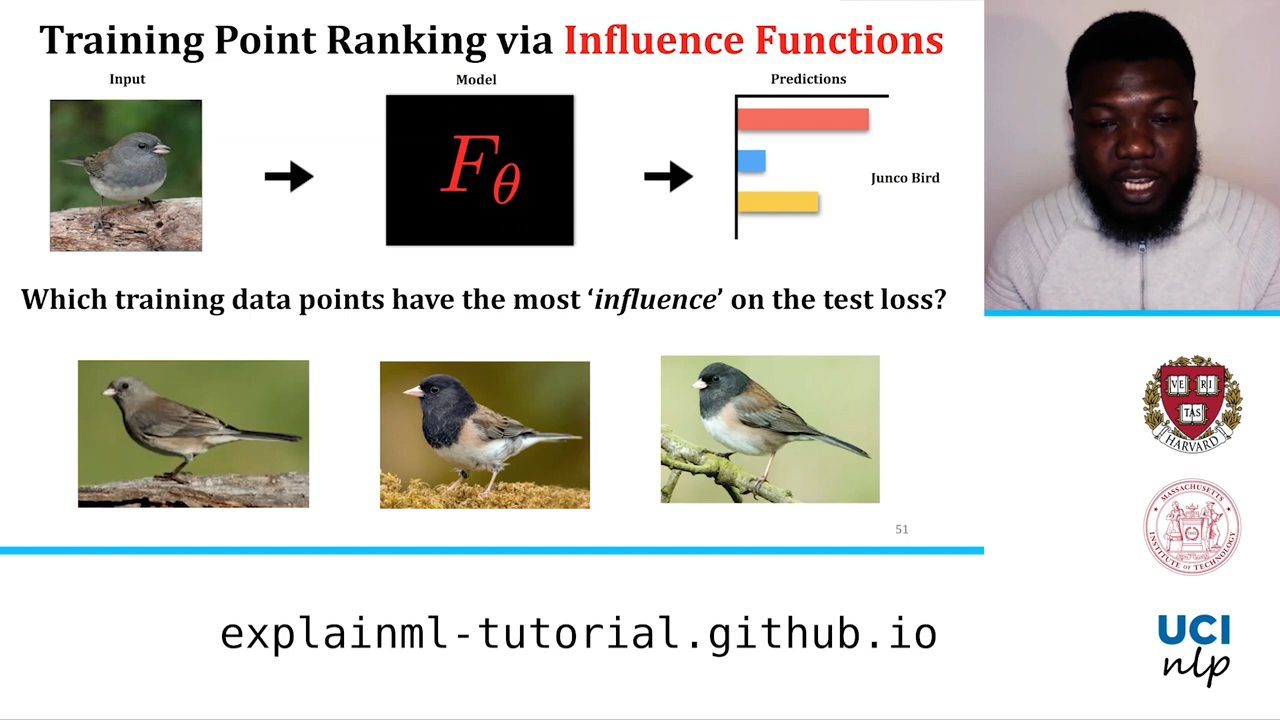 Training Point Ranking via Influence Functions
Input
Model
Predictions
Fθ
Junco Bird
Which training data points have the most ‘influence’ on the test loss?
51
explainml-tutorial.github.io
VE RI
TAS
HARVARD
MASSACHUSETTS
INSTITUTE OF TECHNOLOGY
UCI
nlp